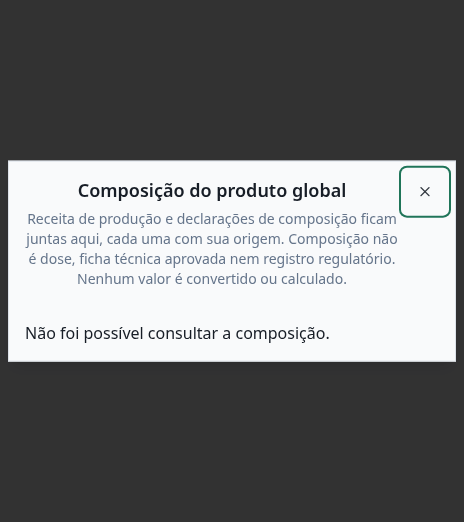 Composição do produto global
Receita de produção e declarações de composição ficam
juntas aqui, cada uma com sua origem. Composição não
é dose, ficha técnica aprovada nem registro regulatório.
Nenhum valor é convertido ou calculado.
Não foi possível consultar a composição.